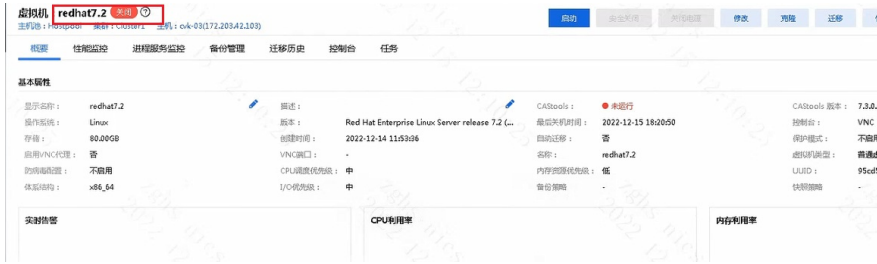 虚拟机 redhat7.2 关闭 ?
主机池：Hostpool 集群：Cluster1 主机：cvk-03(172.203.42.103)
启动 安全关闭 关闭电源 修改 克隆 迁移
概要 性能监控 进程服务监控 备份管理 迁移历史 控制台 任务
基本属性
显示名称： redhat7.2 描述： CAStools： 未运行 CAStools 版本： 7.3.0.
操作系统： Linux 版本： Red Hat Enterprise Linux Server release 7.2 (... 最后关机时间： 2022-12-15 18:20:50 控制台： VNC
存储： 80.00GB 创建时间： 2022-12-14 11:53:36 自动迁移： 否 保护模式： 不启用
启用VNC代理： 否 VNC端口： - 名称： redhat7.2 虚拟机类型： 普通虚
防病毒配置： 不启用 CPU调度优先级： 中 内存资源优先级： 低 UUID： 95cd5
体系结构： x86_64 I/O优先级： 中 备份策略 - 快照策略 -
实时告警 CPU利用率 内存利用率